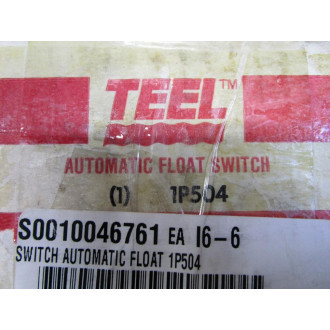 TEEL™
AUTOMATIC FLOAT SWITCH
(1) 1P504
S0010046761 EA I6-6
SWITCH AUTOMATIC FLOAT 1P504